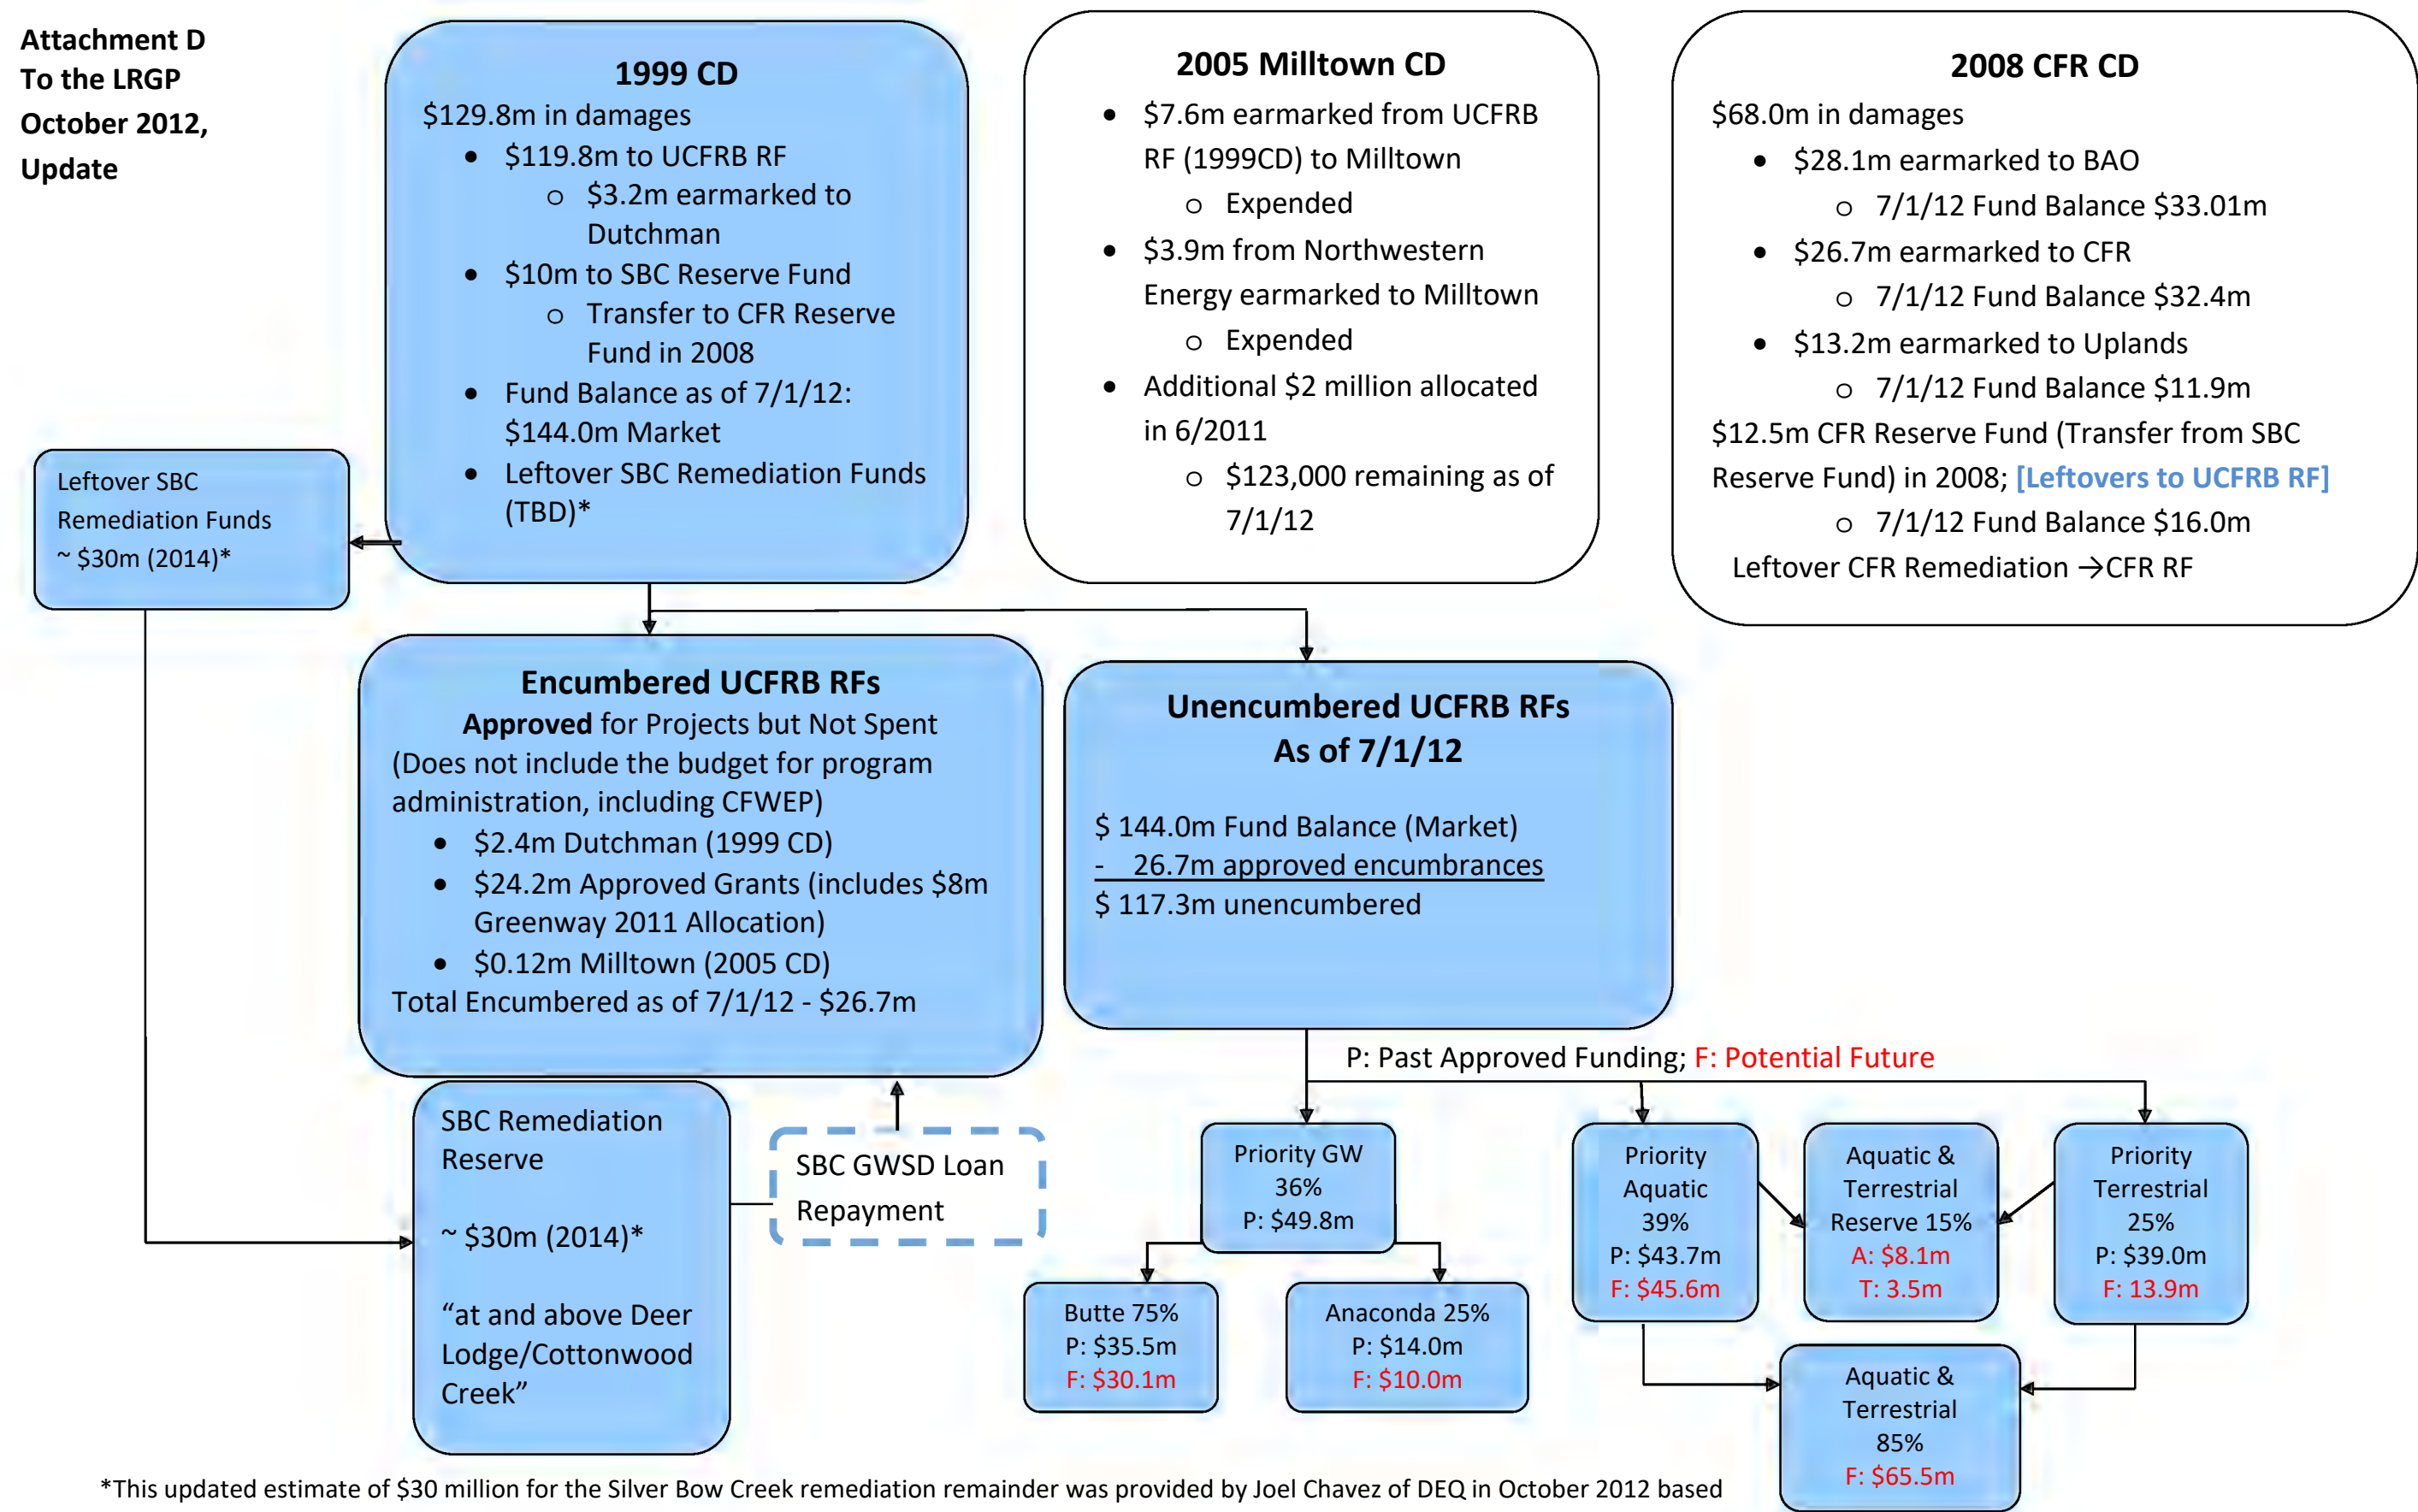 Attachment D
To the LRGP
October 2012,
Update
1999 CD
$129.8m in damages
• $119.8m to UCFRB RF
o $3.2m earmarked to
Dutchman
• $10m to SBC Reserve Fund
o Transfer to CFR Reserve
Fund in 2008
• Fund Balance as of 7/1/12:
$144.0m Market
• Leftover SBC Remediation Funds
(TBD)*
2005 Milltown CD
• $7.6m earmarked from UCFRB
RF (1999CD) to Milltown
o Expended
• $3.9m from Northwestern
Energy earmarked to Milltown
o Expended
• Additional $2 million allocated
in 6/2011
o $123,000 remaining as of
7/1/12
2008 CFR CD
$68.0m in damages
• $28.1m earmarked to BAO
o 7/1/12 Fund Balance $33.01m
• $26.7m earmarked to CFR
o 7/1/12 Fund Balance $32.4m
• $13.2m earmarked to Uplands
o 7/1/12 Fund Balance $11.9m
$12.5m CFR Reserve Fund (Transfer from SBC
Reserve Fund) in 2008; [Leftovers to UCFRB RF]
o 7/1/12 Fund Balance $16.0m
Leftover CFR Remediation →CFR RF
Leftover SBC
Remediation Funds
~ $30m (2014)*
Encumbered UCFRB RFs
Approved for Projects but Not Spent
(Does not include the budget for program
administration, including CFWEP)
• $2.4m Dutchman (1999 CD)
• $24.2m Approved Grants (includes $8m
Greenway 2011 Allocation)
• $0.12m Milltown (2005 CD)
Total Encumbered as of 7/1/12 - $26.7m
Unencumbered UCFRB RFs
As of 7/1/12
$ 144.0m Fund Balance (Market)
- 26.7m approved encumbrances
$ 117.3m unencumbered
P: Past Approved Funding; F: Potential Future
SBC Remediation
Reserve
~ $30m (2014)*
“at and above Deer
Lodge/Cottonwood
Creek”
SBC GWSD Loan
Repayment
Priority GW
36%
P: $49.8m
Butte 75%
P: $35.5m
F: $30.1m
Anaconda 25%
P: $14.0m
F: $10.0m
Priority
Aquatic
39%
P: $43.7m
F: $45.6m
Aquatic &
Terrestrial
Reserve 15%
A: $8.1m
T: 3.5m
Priority
Terrestrial
25%
P: $39.0m
F: 13.9m
Aquatic &
Terrestrial
85%
F: $65.5m
*This updated estimate of $30 million for the Silver Bow Creek remediation remainder was provided by Joel Chavez of DEQ in October 2012 based